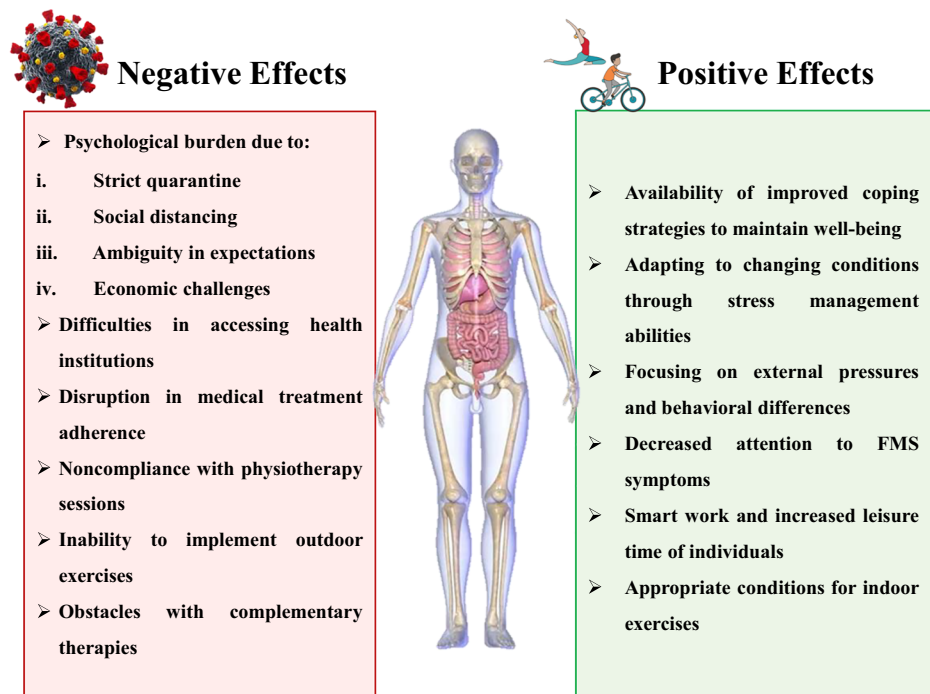 Negative Effects
➢ Psychological burden due to:
i. Strict quarantine
ii. Social distancing
iii. Ambiguity in expectations
iv. Economic challenges
➢ Difficulties in accessing health
institutions
➢ Disruption in medical treatment
adherence
➢ Noncompliance with physiotherapy
sessions
➢ Inability to implement outdoor
exercises
➢ Obstacles with complementary
therapies
Positive Effects
➢ Availability of improved coping
strategies to maintain well-being
➢ Adapting to changing conditions
through stress management
abilities
➢ Focusing on external pressures
and behavioral differences
➢ Decreased attention to FMS
symptoms
➢ Smart work and increased leisure
time of individuals
➢ Appropriate conditions for indoor
exercises